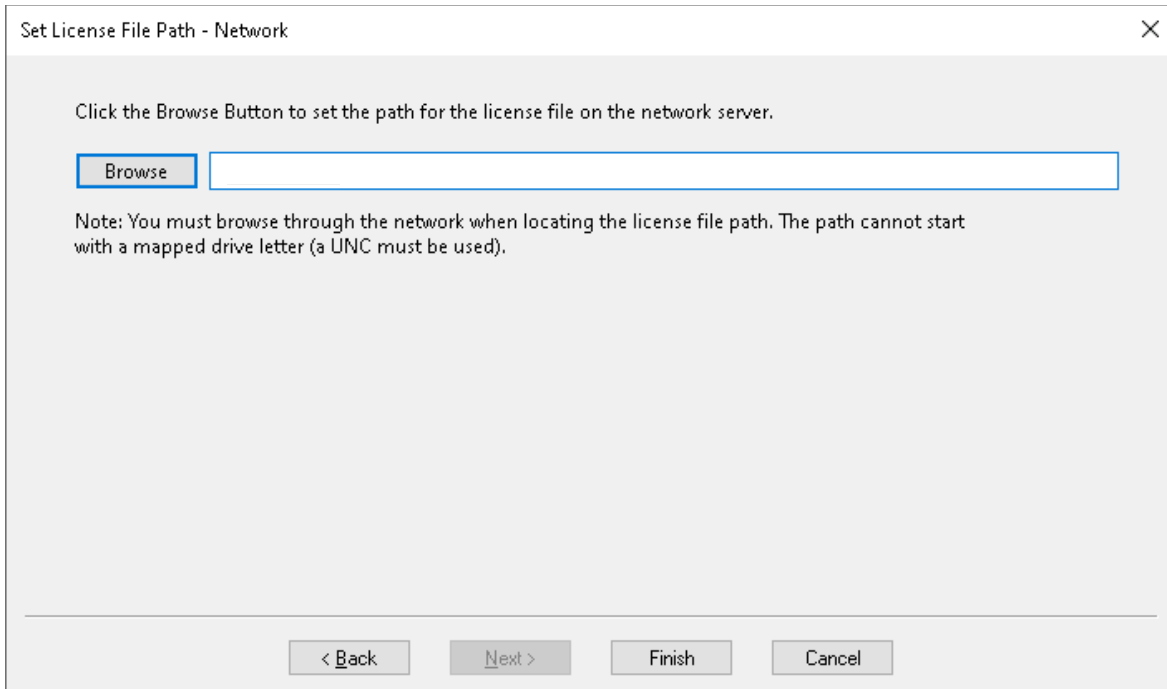 Set License File Path - Network
Click the Browse Button to set the path for the license file on the network server.
Browse
Note: You must browse through the network when locating the license file path. The path cannot start
with a mapped drive letter (a UNC must be used).
< Back
Next >
Finish
Cancel